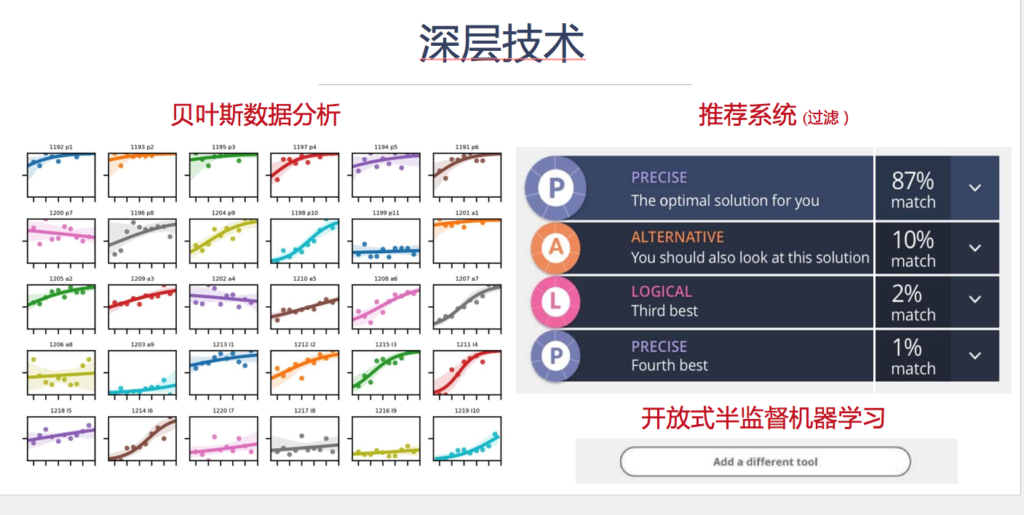 深层技术
贝叶斯数据分析
1192 p1
1193 p2
1195 p3
1197 p4
1194 p5
1191 p6
1200 p7
1196 p8
1204 p9
1198 p10
1199 p11
1201 a1
1205 a2
1209 a3
1202 a4
1210 a5
1208 a6
1207 a7
1206 a8
1203 a9
1213 l1
1212 l2
1215 l3
1211 l4
1218 l5
1214 l6
1220 l7
1217 l8
1216 l9
1219 l10
推荐系统 (过滤)
P
PRECISE
The optimal solution for you
87%
match
A
ALTERNATIVE
You should also look at this solution
10%
match
L
LOGICAL
Third best
2%
match
P
PRECISE
Fourth best
1%
match
开放式半监督机器学习
Add a different tool